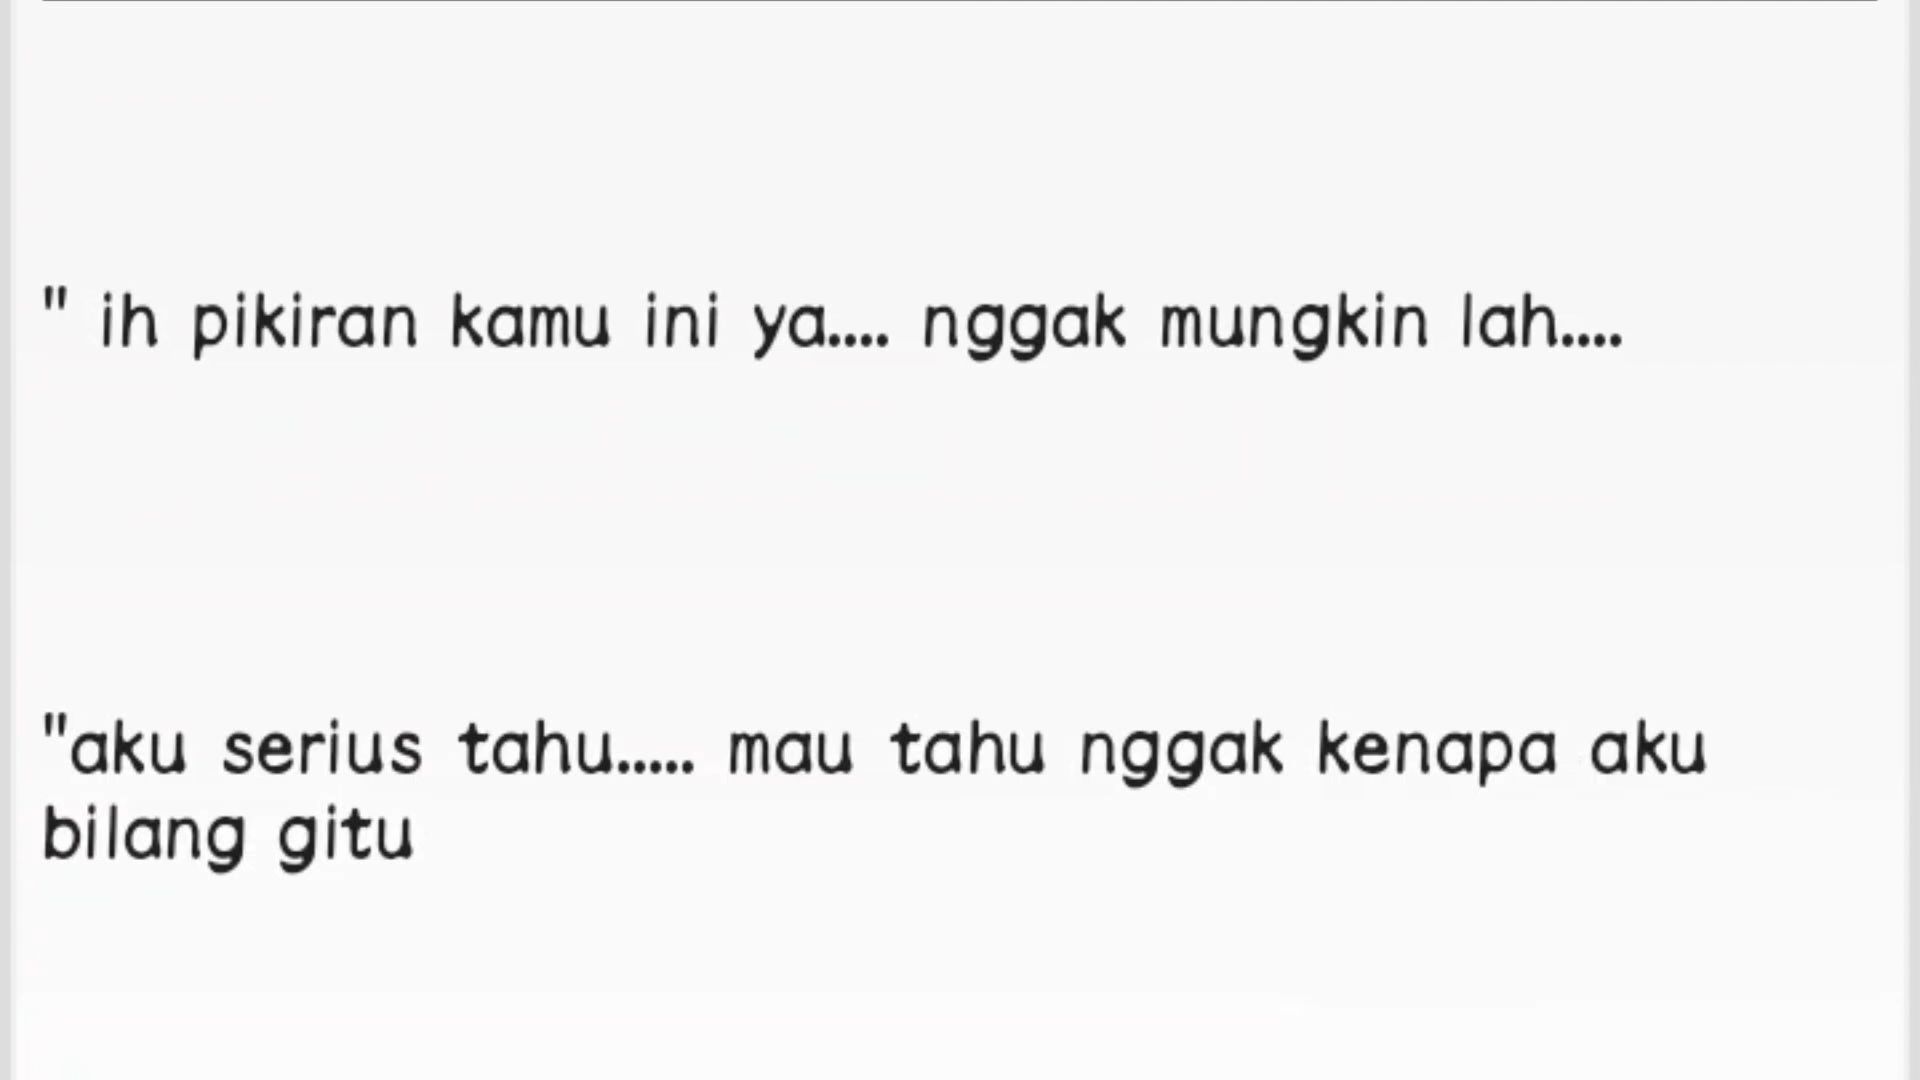 " ih pikiran kamu ini ya.... nggak mungkin lah....
"aku serius tahu..... mau tahu nggak kenapa aku
bilang gitu